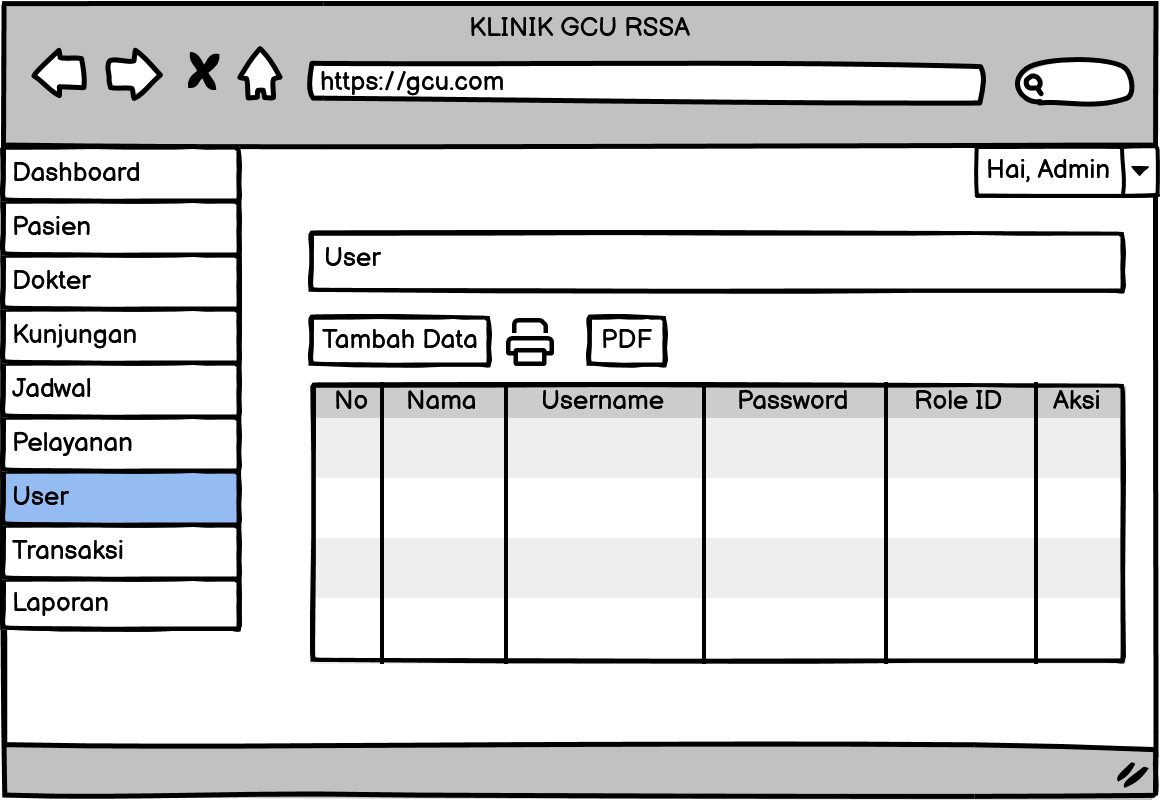 KLINIK GCU RSSA
https://gcu.com
Dashboard
Hai, Admin
Pasien
Dokter
Kunjungan
Jadwal
Pelayanan
User
Transaksi
Laporan
User
Tambah Data
PDF
No Nama Username Password Role ID Aksi